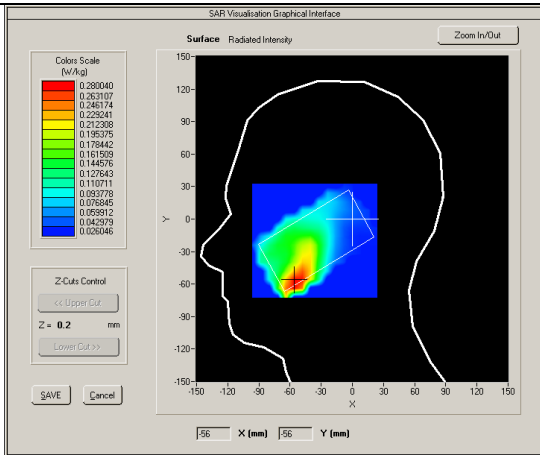 SAR Visualisation Graphical Interface
Surface Radiated Intensity
Zoom In/Out
Colors Scale
(W/kg)
0.280040
0.263107
0.246174
0.229241
0.212308
0.195375
0.178442
0.161509
0.144576
0.127643
0.110711
0.093778
0.076845
0.059912
0.042979
0.026046
Z-Cuts Control
<< Upper Cut
Z = 0.2 mm
Lower Cut >>
SAVE Cancel
150-
120-
90-
60-
30-
0-
-30-
-60-
-90-
-120-
-150-
Y
-150 -120 -90 -60 -30 0 30 60 90 120 150
X
-56 X (mm) -56 Y (mm)